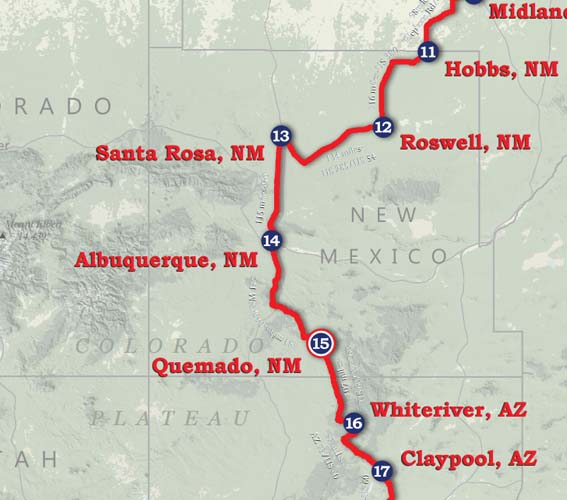 Midlan
11
Hobbs, NM
ORADO
12
Roswell, NM
13
Santa Rosa, NM
NEW
MEXICO
14
Albuquerque, NM
COLORADO
15
Quemado, NM
PLATEAU
Whiteriver, AZ
16
Claypool, AZ
17
TAH